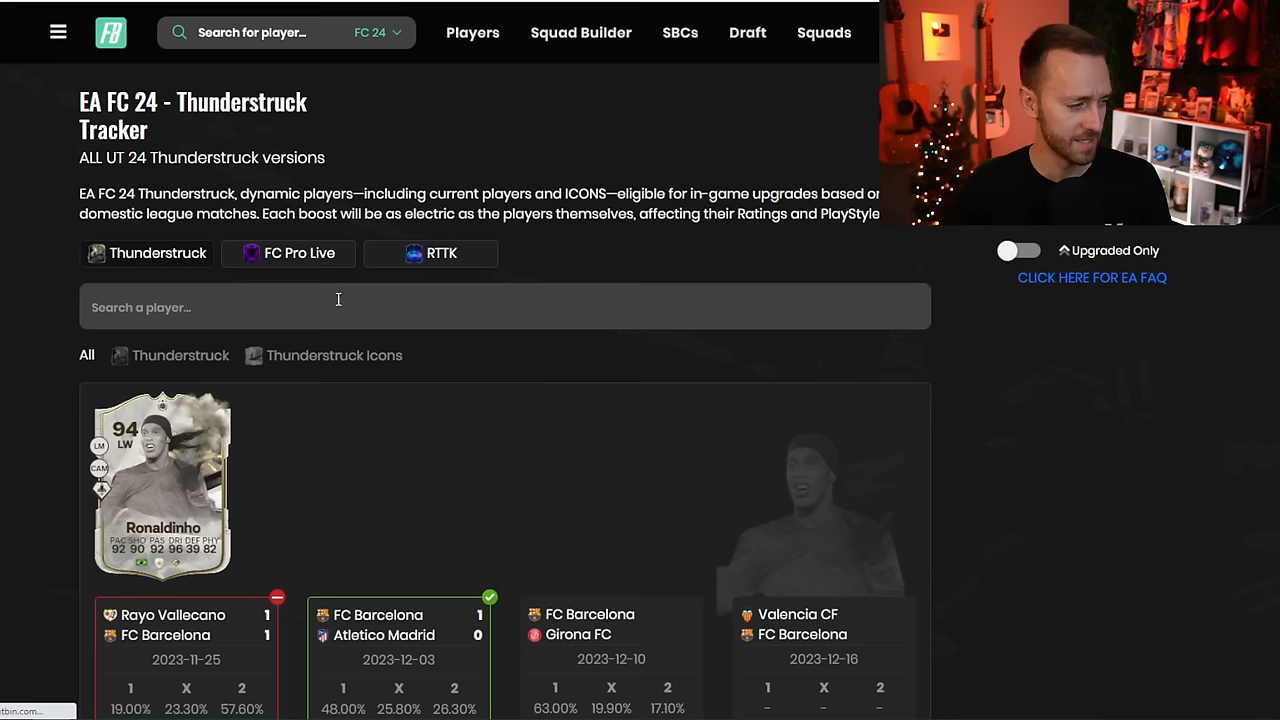 FB
Search for player...
FC 24
Players
Squad Builder
SBCs
Draft
Squads
EA FC 24 - Thunderstruck
Tracker
ALL UT 24 Thunderstruck versions
EA FC 24 Thunderstruck, dynamic players—including current players and ICONS—eligible for in-game upgrades based
domestic league matches. Each boost will be as electric as the players themselves, affecting their Ratings and PlayStyle
Thunderstruck
FC Pro Live
RTTK
Upgraded Only
CLICK HERE FOR EA FAQ
Search a player...
All
Thunderstruck
Thunderstruck Icons
94
LW
LM
CAM
Ronaldinho
PAC SHO PAS DRI DEF PHY
92 90 92 96 39 82
Rayo Vallecano 1
FC Barcelona 1
2023-11-25
1 X 2
19.00% 23.30% 57.60%
FC Barcelona 1
Atletico Madrid 0
2023-12-03
1 X 2
48.00% 25.80% 26.30%
FC Barcelona
Girona FC
2023-12-10
1 X 2
63.00% 19.90% 17.10%
Valencia CF
FC Barcelona
2023-12-16
1 X 2
- - -